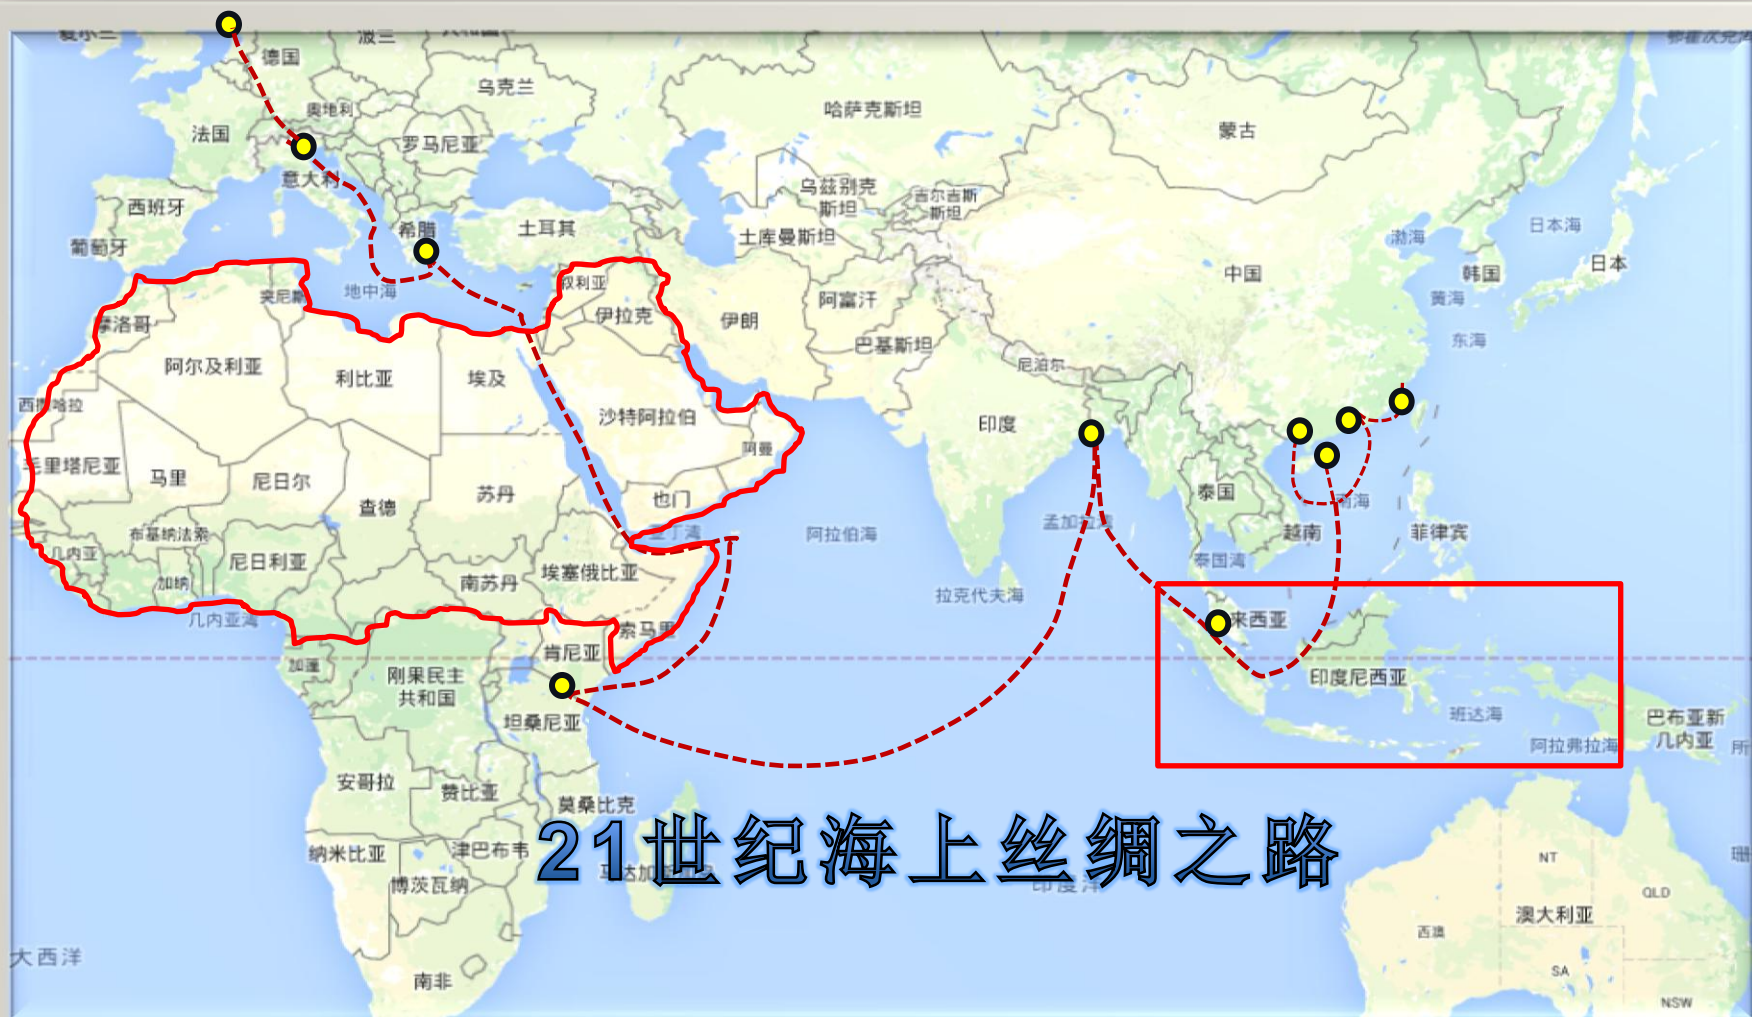 德国
乌克兰
奥地利
哈萨克斯坦
蒙古
法国
罗马尼亚
意大利
乌兹别克
斯坦
吉尔吉斯
斯坦
西班牙
希腊
土耳其
土库曼斯坦
日本海
渤海
葡萄牙
中国
韩国
日本
地中海
叙利亚
阿富汗
黄海
突尼斯
摩洛哥
伊拉克
伊朗
东海
巴基斯坦
阿尔及利亚
利比亚
埃及
尼泊尔
沙特阿拉伯
印度
阿曼
毛里塔尼亚
马里
尼日尔
苏丹
查德
也门
泰国
南海
布基纳法索
亚丁湾
阿拉伯海
孟加拉湾
越南
菲律宾
几内亚
尼日利亚
加纳
南苏丹
埃塞俄比亚
泰国湾
拉克代夫海
几内亚湾
索马里
来西亚
肯尼亚
加蓬
刚果民主
共和国
印度尼西亚
坦桑尼亚
班达海
巴布亚新
几内亚
阿拉弗拉海
所
安哥拉
赞比亚
莫桑比克
21世纪海上丝绸之路
纳米比亚
津巴布韦
博茨瓦纳
印度洋
珊
NT
QLD
澳大利亚
西澳
大西洋
南非
SA
NSW